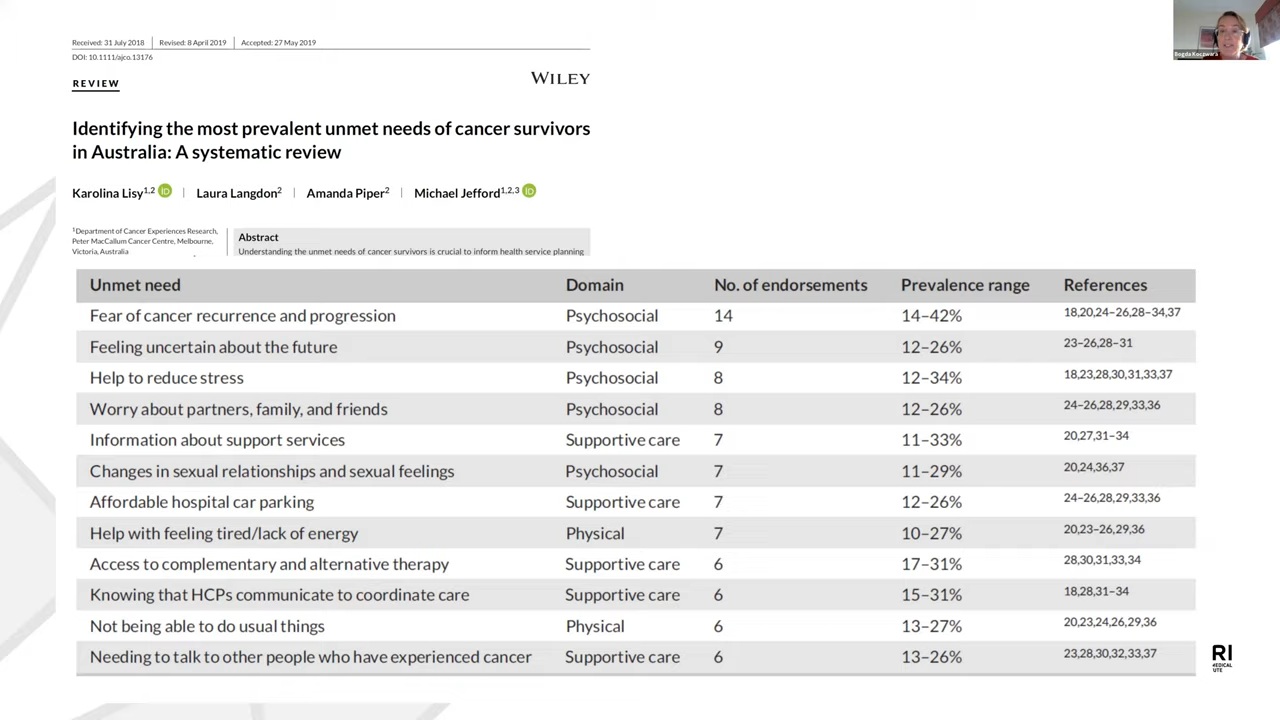 Received: 31 July 2018 | Revised: 8 April 2019 | Accepted: 27 May 2019
DOI: 10.1111/ajco.13176
REVIEW
WILEY
Identifying the most prevalent unmet needs of cancer survivors
in Australia: A systematic review
Karolina Lisy1,2 iD | Laura Langdon2 | Amanda Piper2 | Michael Jefford1,2,3 iD
1Department of Cancer Experiences Research,
Peter MacCallum Cancer Centre, Melbourne,
Victoria, Australia
Abstract
Understanding the unmet needs of cancer survivors is crucial to inform health service planning
Unmet need Domain No. of endorsements Prevalence range References
Fear of cancer recurrence and progression Psychosocial 14 14–42% 18,20,24–26,28–34,37
Feeling uncertain about the future Psychosocial 9 12–26% 23–26,28–31
Help to reduce stress Psychosocial 8 12–34% 18,23,28,30,31,33,37
Worry about partners, family, and friends Psychosocial 8 12–26% 24–26,28,29,33,36
Information about support services Supportive care 7 11–33% 20,27,31–34
Changes in sexual relationships and sexual feelings Psychosocial 7 11–29% 20,24,36,37
Affordable hospital car parking Supportive care 7 12–26% 24–26,28,29,33,36
Help with feeling tired/lack of energy Physical 7 10–27% 20,23–26,29,36
Access to complementary and alternative therapy Supportive care 6 17–31% 28,30,31,33,34
Knowing that HCPs communicate to coordinate care Supportive care 6 15–31% 18,28,31–34
Not being able to do usual things Physical 6 13–27% 20,23,24,26,29,36
Needing to talk to other people who have experienced cancer Supportive care 6 13–26% 23,28,30,32,33,37
Bogda Koczwara
RI
MEDICAL
UTE